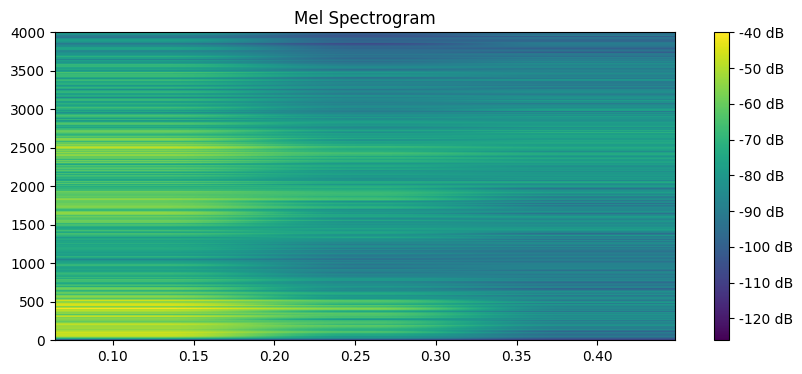 Mel Spectrogram
4000
3500
3000
2500
2000
1500
1000
500
0
0.10 0.15 0.20 0.25 0.30 0.35 0.40
-40 dB
-50 dB
-60 dB
-70 dB
-80 dB
-90 dB
-100 dB
-110 dB
-120 dB